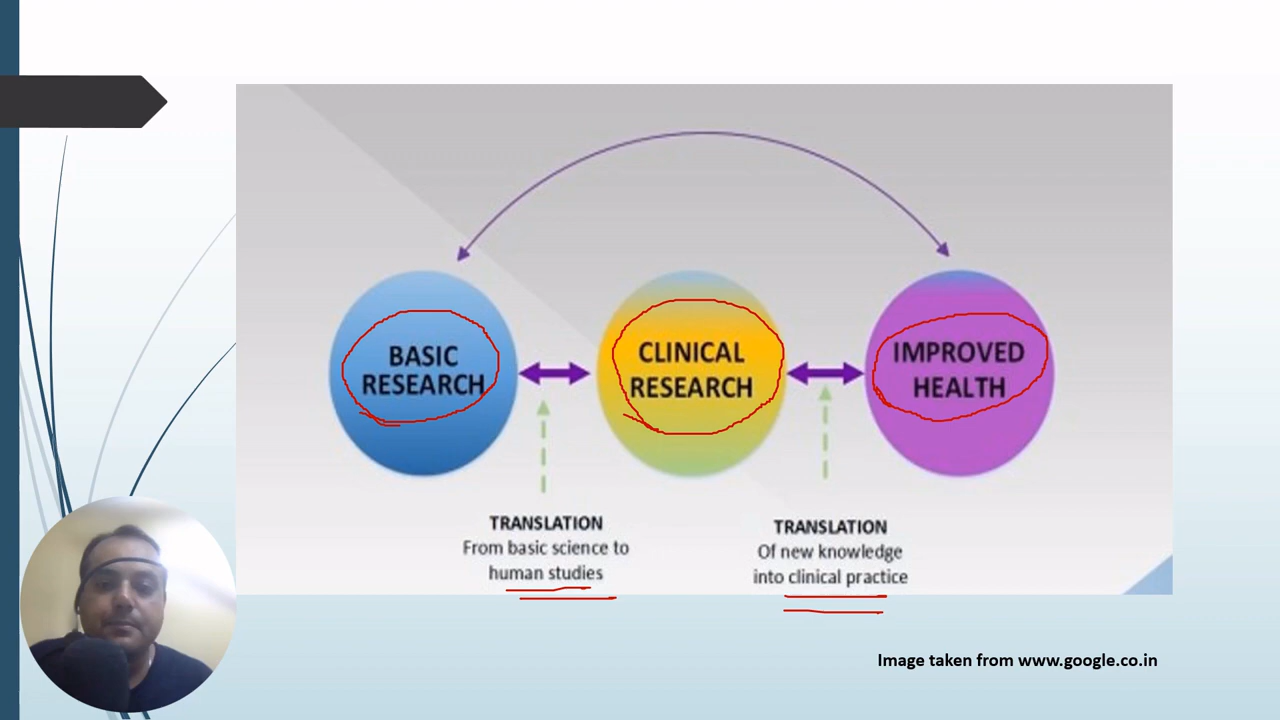 BASIC
RESEARCH
CLINICAL
RESEARCH
IMPROVED
HEALTH
TRANSLATION
From basic science to
human studies
TRANSLATION
Of new knowledge
into clinical practice
Image taken from www.google.co.in